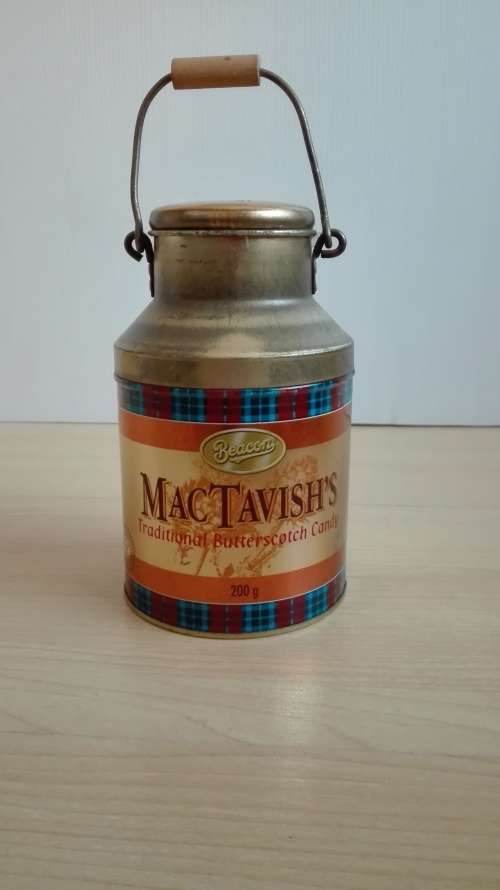 Beacon
MACTAVISH'S
Traditional Butterscotch Candy
200 g